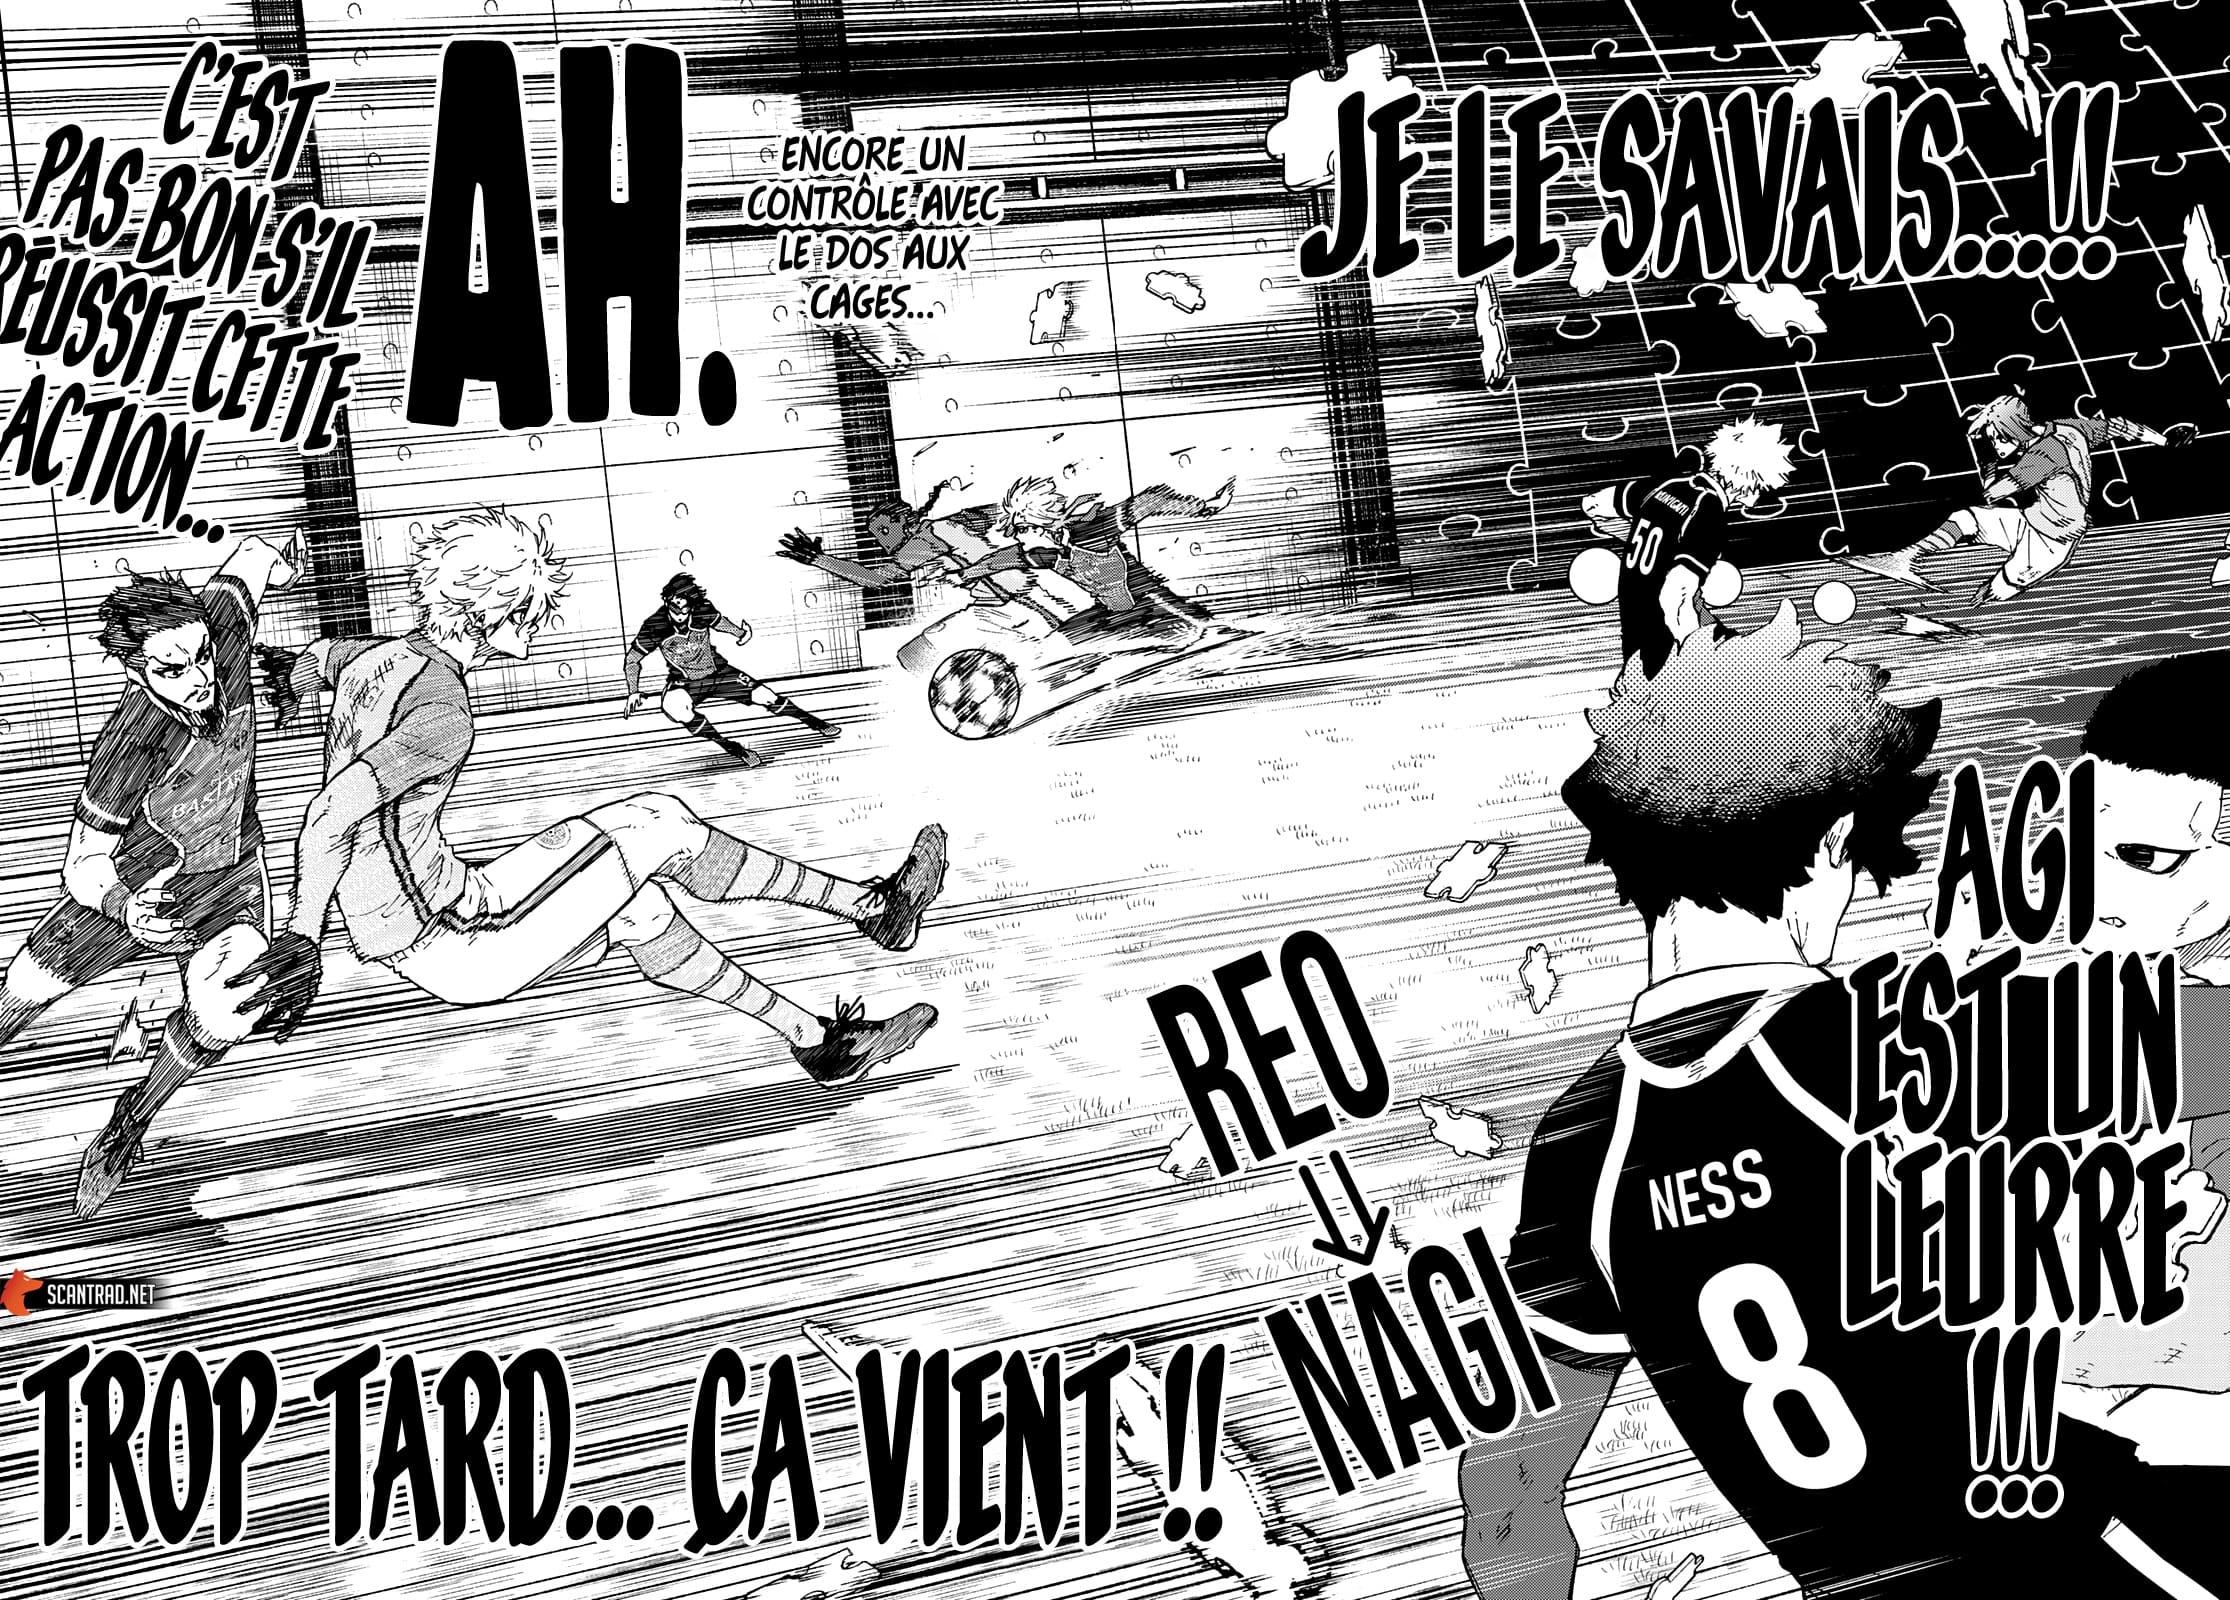 JE LE SAVAIS.....!!
AGI
EST UN
LEURRE
!!!
ENCORE UN
CONTRÔLE AVEC
LE DOS AUX
CAGES...
AH.
C'EST
PAS BON S'IL
RÉUSSIT CETTE
ACTION...
REO
NAGI
TROP TARD... ÇA VIENT !!
NESS
8
50
SCANTRAD.NET